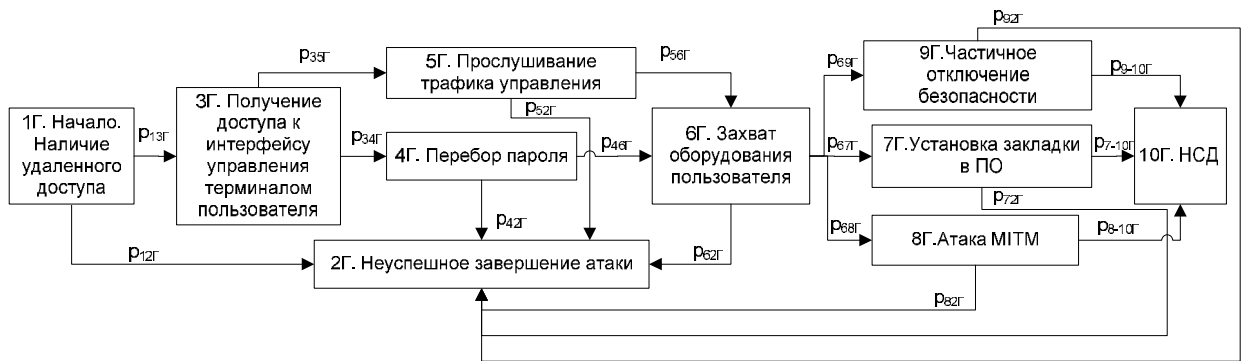 p92Г
p35Г
p56Г
p69Г
p9-10Г
5Г. Прослушивание
трафика управления
9Г.Частичное
отключение
безопасности
p52Г
1Г. Начало.
Наличие
удаленного
доступа
p13Г
3Г. Получение
доступа к
интерфейсу
управления
терминалом
пользователя
p34Г
4Г. Перебор пароля
p46Г
6Г. Захват
оборудования
пользователя
p67Г
7Г.Установка закладки
в ПО
p7-10Г
10Г. НСД
p72Г
p42Г
p68Г
8Г.Атака MITM
p8-10Г
p12Г
2Г. Неуспешное завершение атаки
p62Г
p82Г